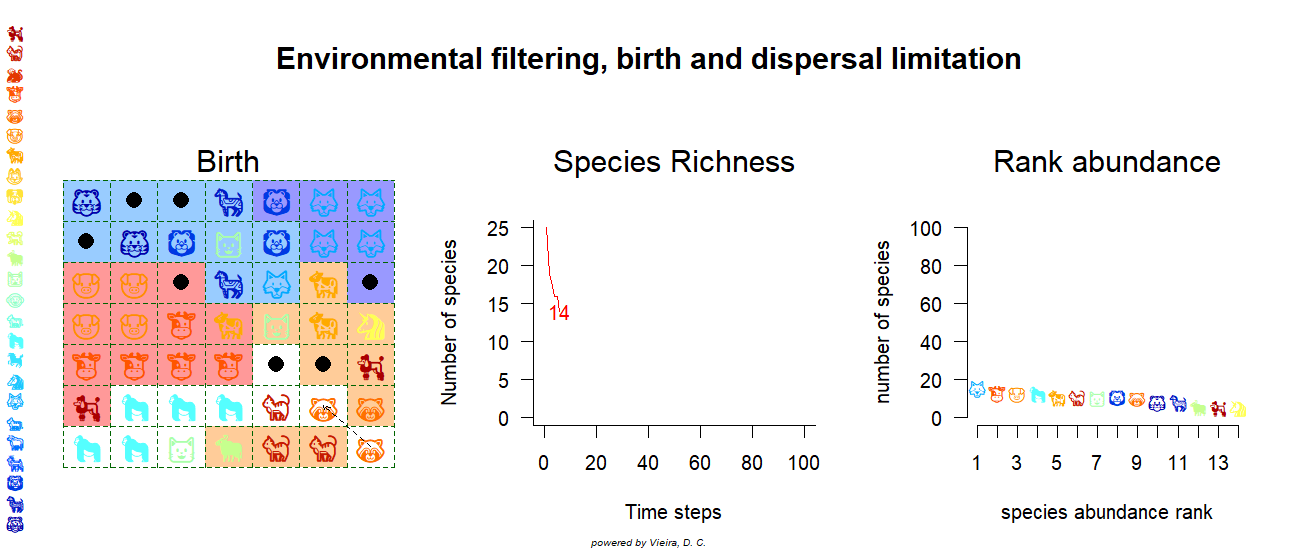 Environmental filtering, birth and dispersal limitation
Birth
Species Richness
Rank abundance
Number of species
25
20
15
10
5
0
14
0 20 40 60 80 100
Time steps
number of species
100
80
60
40
20
0
1 3 5 7 9 11 13
species abundance rank
powered by Vieira, D. C.